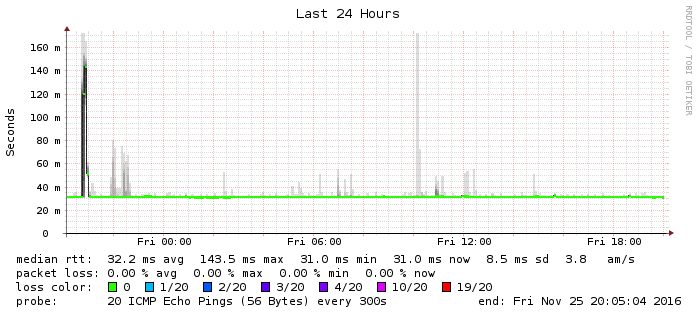 Last 24 Hours
RRDTOOL / TOBI OETIKER
Seconds
160 m
140 m
120 m
100 m
80 m
60 m
40 m
20 m
0
Fri 00:00 Fri 06:00 Fri 12:00 Fri 18:00
median rtt: 32.2 ms avg 143.5 ms max 31.0 ms min 31.0 ms now 8.5 ms sd 3.8 am/s
packet loss: 0.00 % avg 0.00 % max 0.00 % min 0.00 % now
loss color: 0 1/20 2/20 3/20 4/20 10/20 19/20
probe: 20 ICMP Echo Pings (56 Bytes) every 300s end: Fri Nov 25 20:05:04 2016